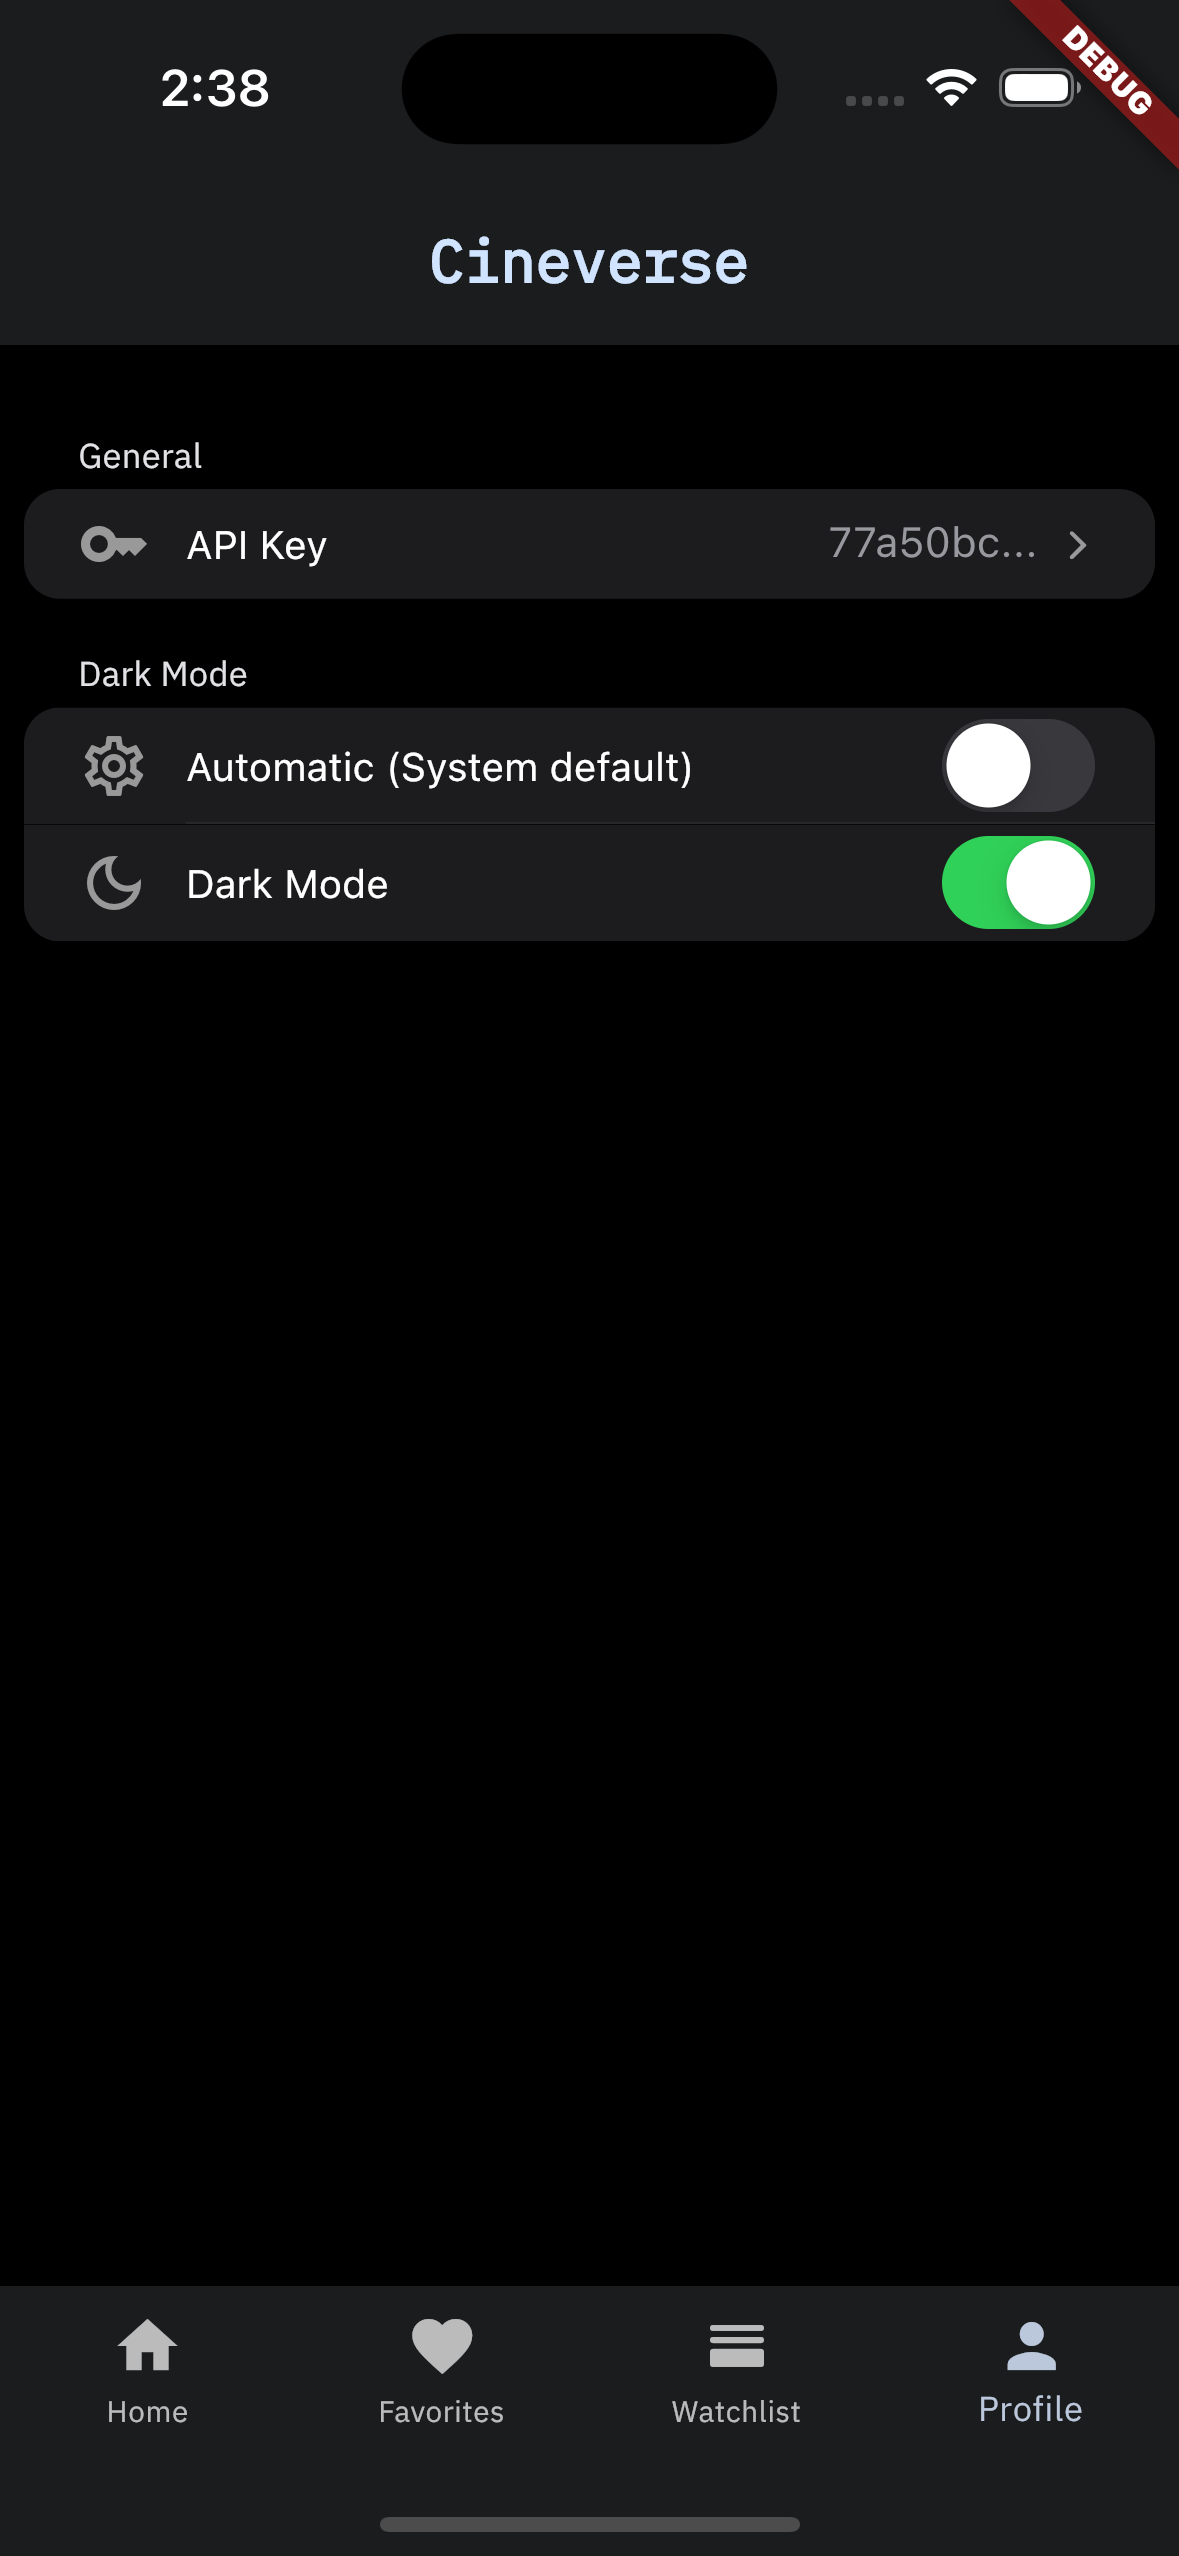 2:38
DEBUG
Cineverse
General
API Key 77a50bc...
Dark Mode
Automatic (System default)
Dark Mode
Home Favorites Watchlist Profile